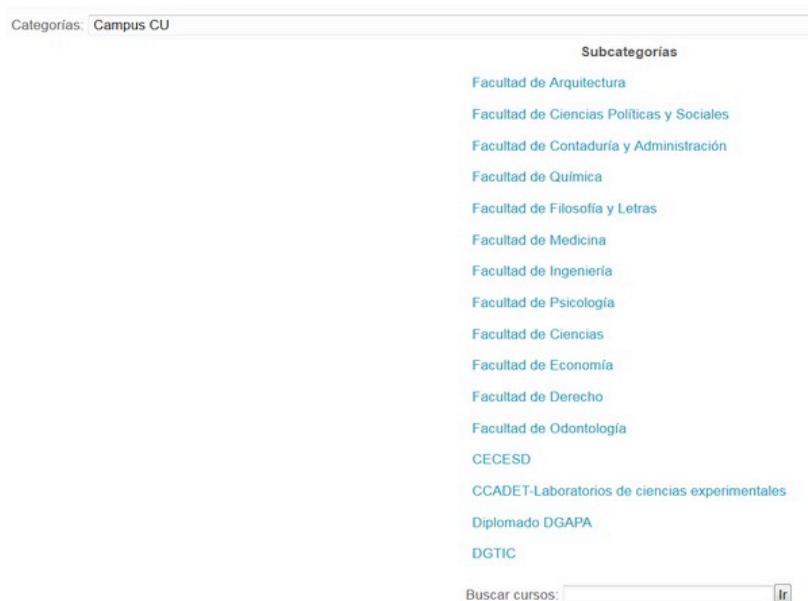 Categorías: Campus CU
Subcategorías
Facultad de Arquitectura
Facultad de Ciencias Políticas y Sociales
Facultad de Contaduría y Administración
Facultad de Química
Facultad de Filosofía y Letras
Facultad de Medicina
Facultad de Ingeniería
Facultad de Psicología
Facultad de Ciencias
Facultad de Economía
Facultad de Derecho
Facultad de Odontología
CECESD
CCADET-Laboratorios de ciencias experimentales
Diplomado DGAPA
DGTIC
Buscar cursos: Ir